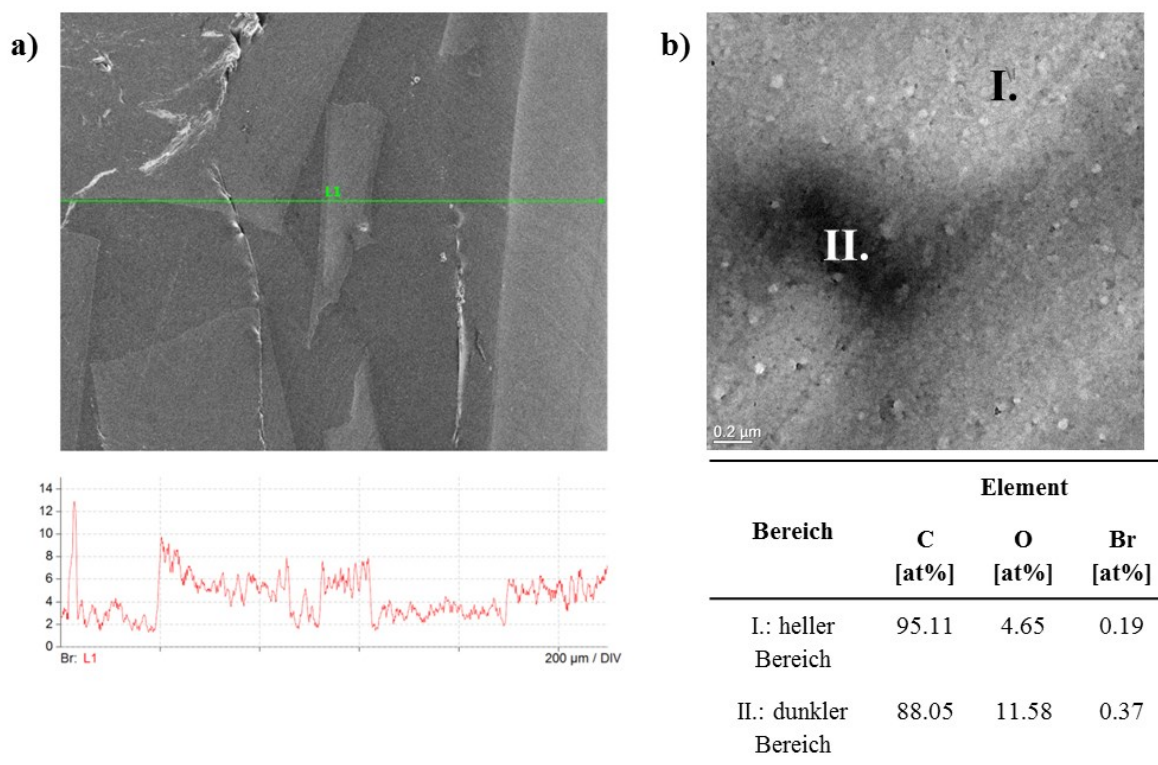 a)
L1
14
12
10
8
6
4
2
0
Br: L1
200 µm / DIV
b)
I.
II.
0.2 µm
Element
Bereich
C
[at%]
O
[at%]
Br
[at%]
I.: heller
Bereich
95.11
4.65
0.19
II.: dunkler
Bereich
88.05
11.58
0.37